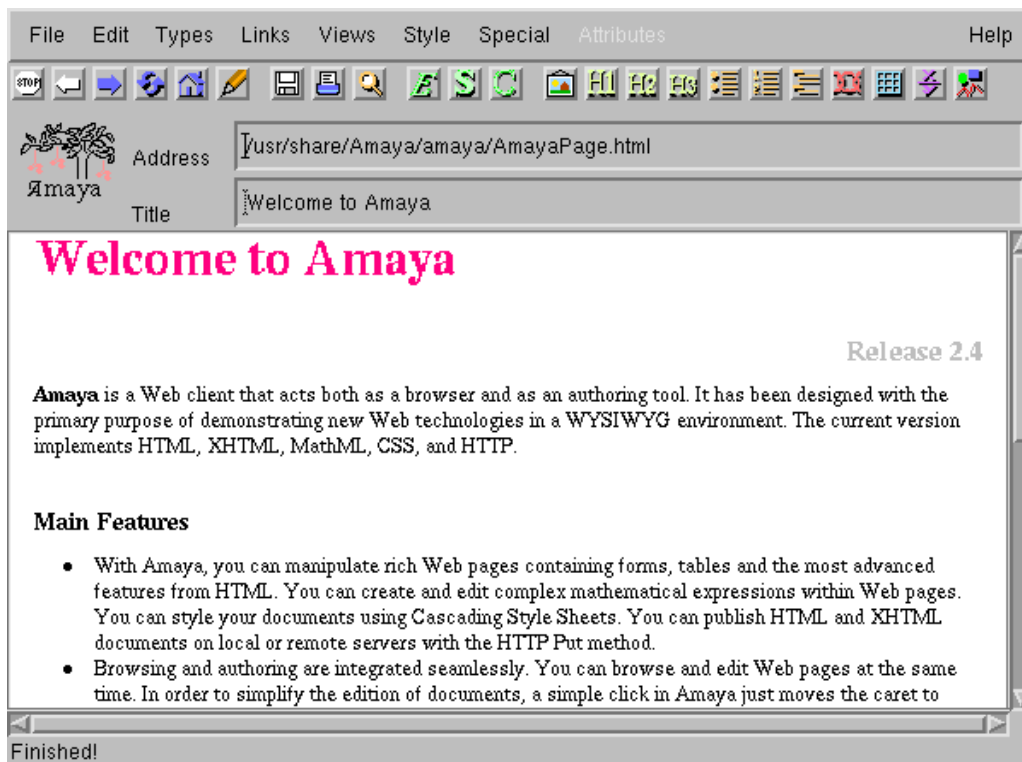 File Edit Types Links Views Style Special Attributes Help
STOP! E S C H1 H2 H3
Amaya
Address /usr/share/Amaya/amaya/AmayaPage.html
Title Welcome to Amaya
Welcome to Amaya
Release 2.4
Amaya is a Web client that acts both as a browser and as an authoring tool. It has been designed with the
primary purpose of demonstrating new Web technologies in a WYSIWYG environment. The current version
implements HTML, XHTML, MathML, CSS, and HTTP.
Main Features
• With Amaya, you can manipulate rich Web pages containing forms, tables and the most advanced
features from HTML. You can create and edit complex mathematical expressions within Web pages.
You can style your documents using Cascading Style Sheets. You can publish HTML and XHTML
documents on local or remote servers with the HTTP Put method.
• Browsing and authoring are integrated seamlessly. You can browse and edit Web pages at the same
time. In order to simplify the edition of documents, a simple click in Amaya just moves the caret to
Finished!